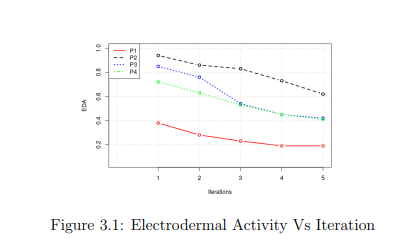 P1
P2
P3
P4
1.0
0.8
0.6
0.4
0.2
EDA
1 2 3 4 5
Iterations
Figure 3.1: Electrodermal Activity Vs Iteration